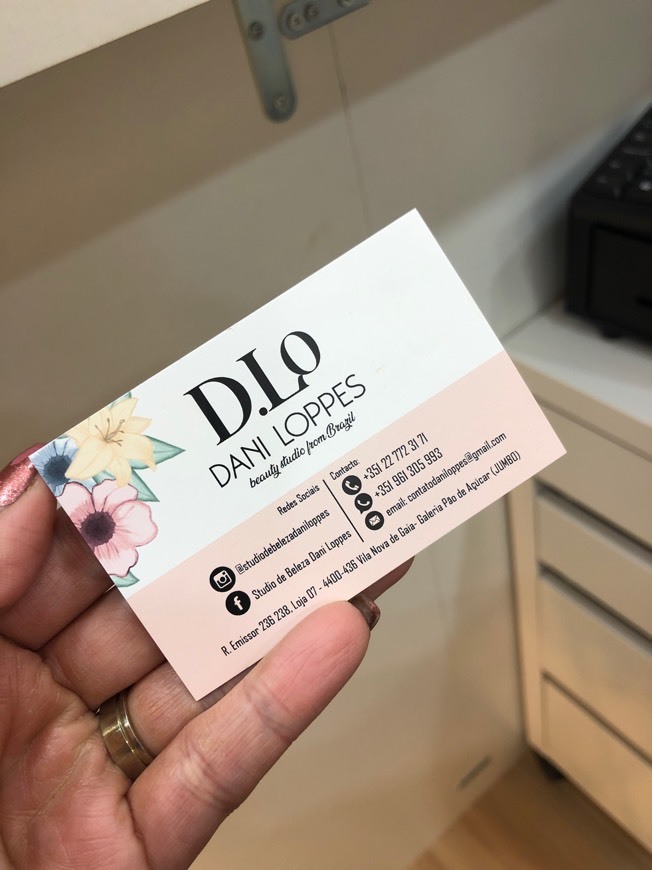 D.Lo
DANI LOPPES
beauty studio from Brazil
Redes Sociais
@studiodebelezadaniloppes
Studio de Beleza Dani Loppes
Contacto:
+351 22 772 31 71
+351 961 305 993
email: contatodaniloppes@gmail.com
R. Emissor 236 238, Loja 07 - 4400-436 Vila Nova de Gaia- Galeria Pão de Açúcar (JUMBO)